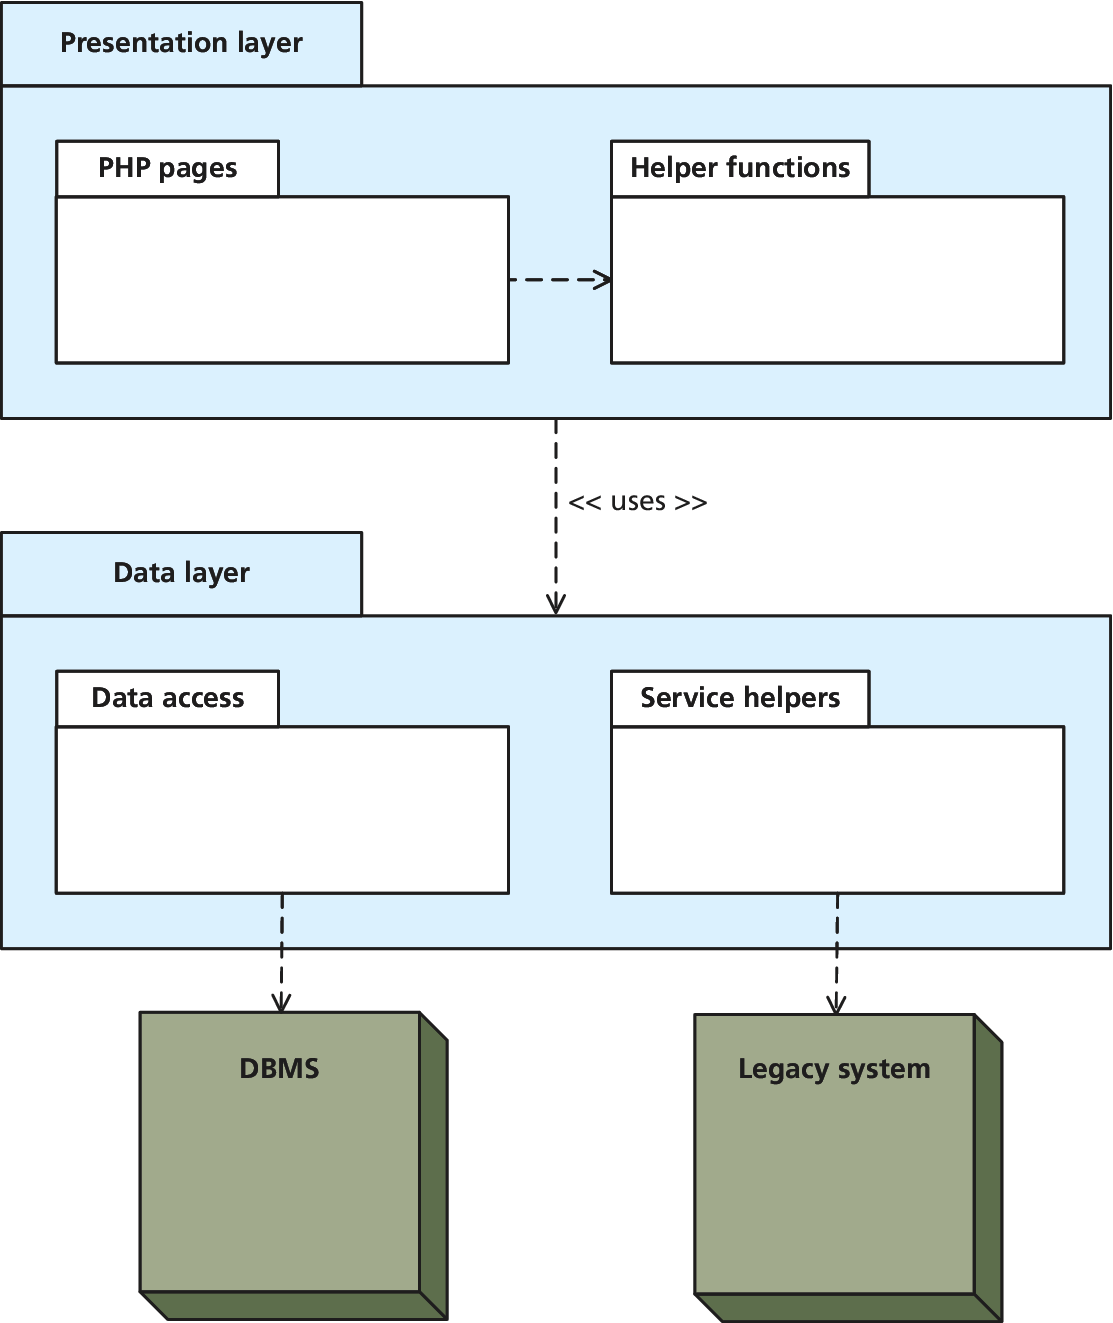 Presentation layer
PHP pages
Helper functions
<< uses >>
Data layer
Data access
Service helpers
DBMS
Legacy system